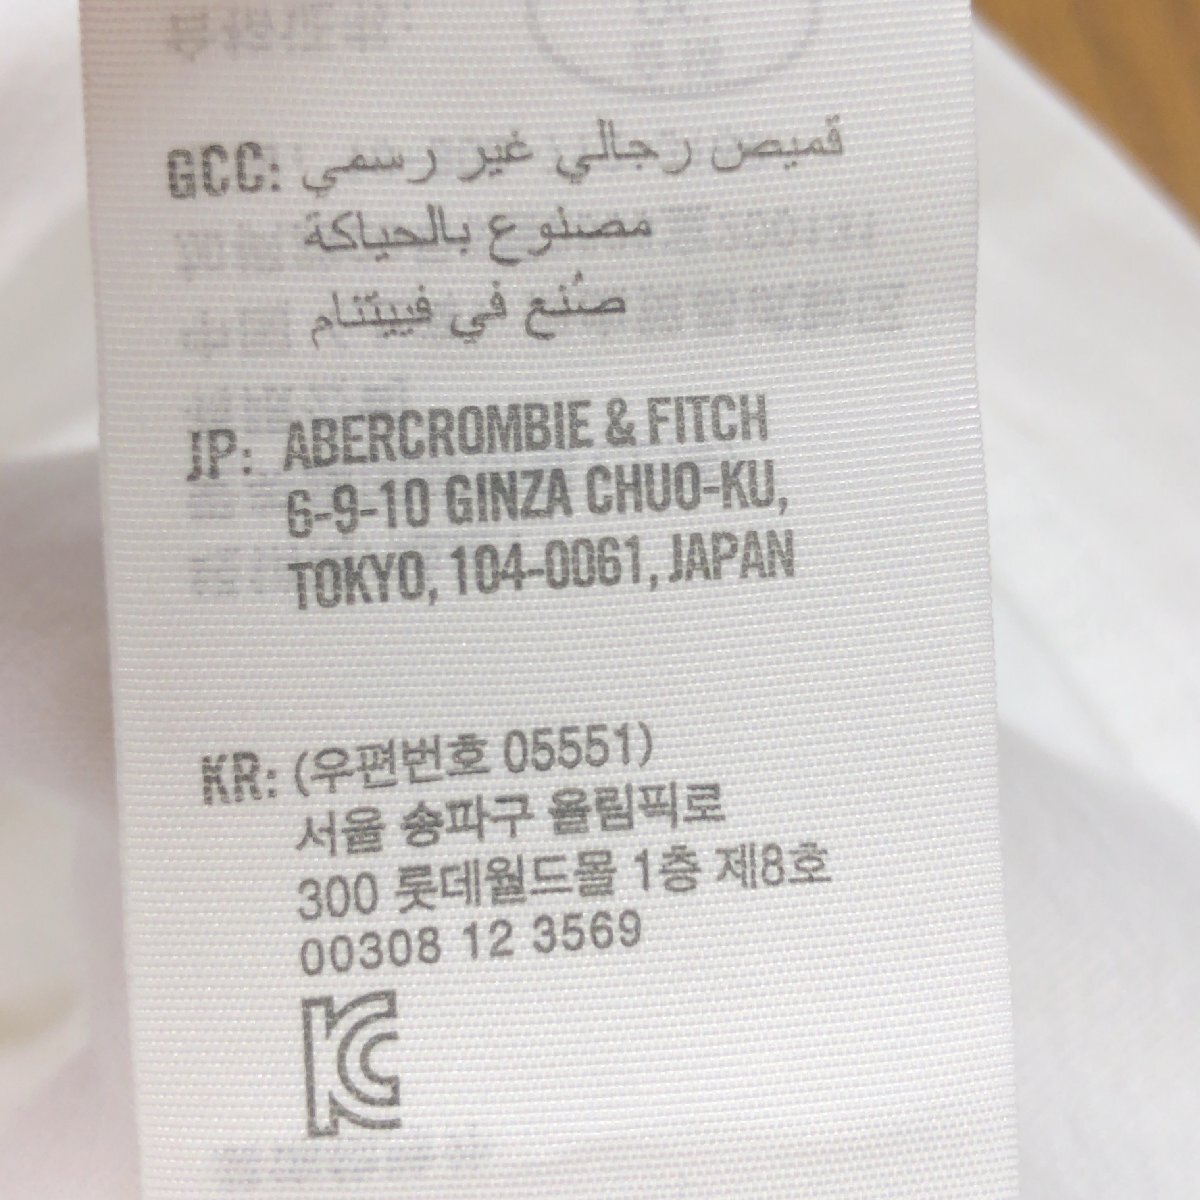 GCC: قميص رجالي غير رسمي
مصنوع بالحياكة
صُنع في فييتنام
JP: ABERCROMBIE & FITCH
6-9-10 GINZA CHUO-KU,
TOKYO, 104-0061, JAPAN
KR: (우편번호 05551)
서울 송파구 올림픽로
300 롯데월드몰 1층 제8호
00308 12 3569
KC